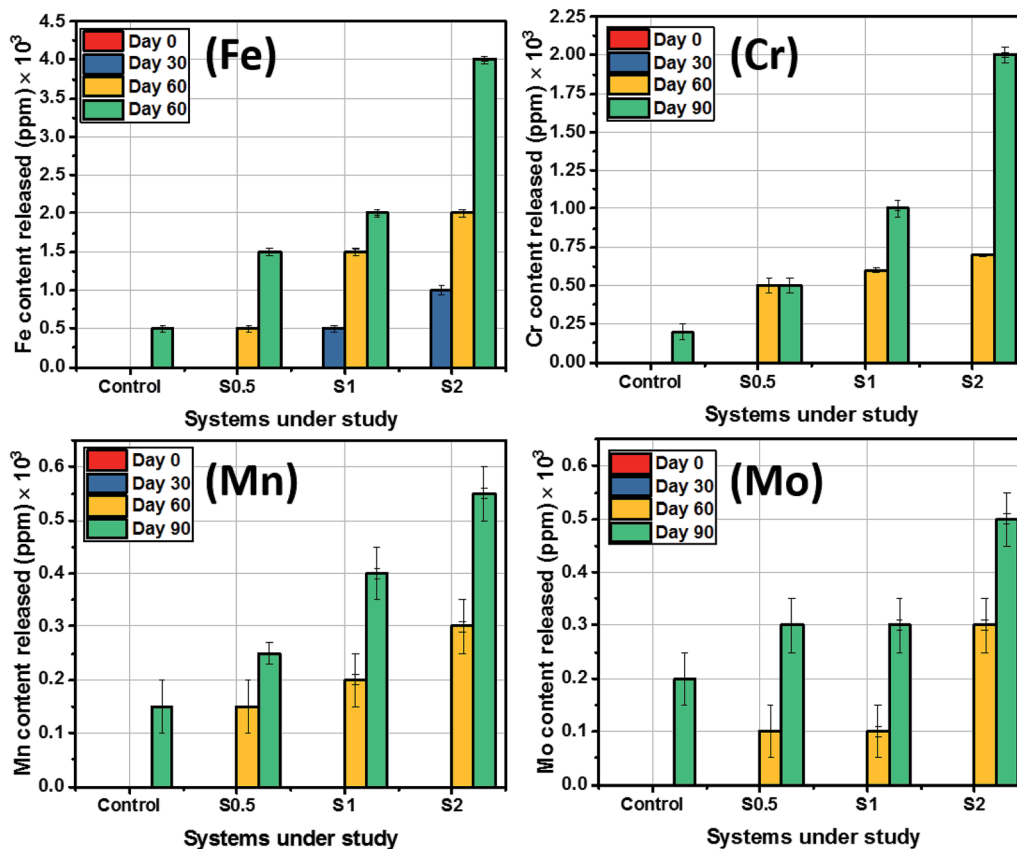 (Fe)
Day 0
Day 30
Day 60
Day 60
Fe content released (ppm) × 10³
4.5
4.0
3.5
3.0
2.5
2.0
1.5
1.0
0.5
0.0
Control S0.5 S1 S2
Systems under study
(Cr)
Day 0
Day 30
Day 60
Day 90
Cr content released (ppm) × 10³
2.25
2.00
1.75
1.50
1.25
1.00
0.75
0.50
0.25
0.00
Control S0.5 S1 S2
Systems under study
(Mn)
Day 0
Day 30
Day 60
Day 90
Mn content released (ppm) × 10³
0.6
0.5
0.4
0.3
0.2
0.1
0.0
Control S0.5 S1 S2
Systems under study
(Mo)
Day 0
Day 30
Day 60
Day 90
Mo content released (ppm) × 10³
0.6
0.5
0.4
0.3
0.2
0.1
0.0
Control S0.5 S1 S2
Systems under study